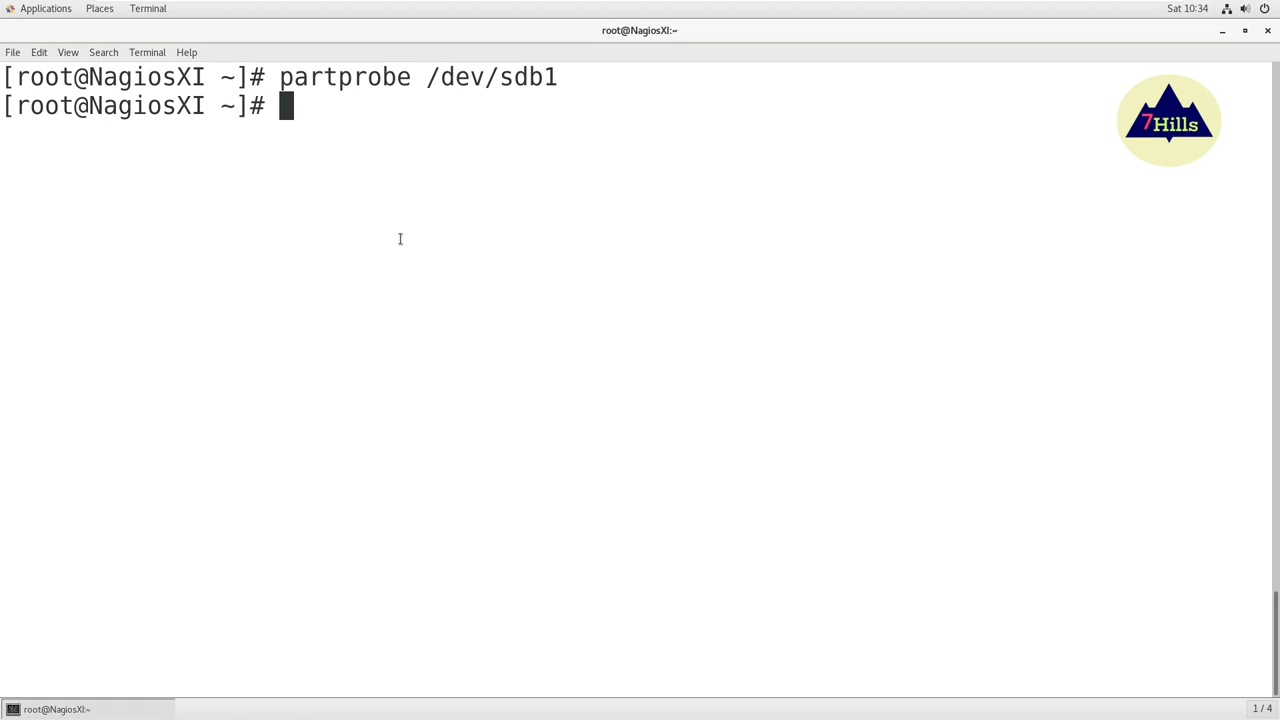 Applications Places Terminal Sat 10:34
root@NagiosXI:~
File Edit View Search Terminal Help
[root@NagiosXI ~]# partprobe /dev/sdb1
[root@NagiosXI ~]#
7Hills
root@NagiosXI:~ 1 / 4